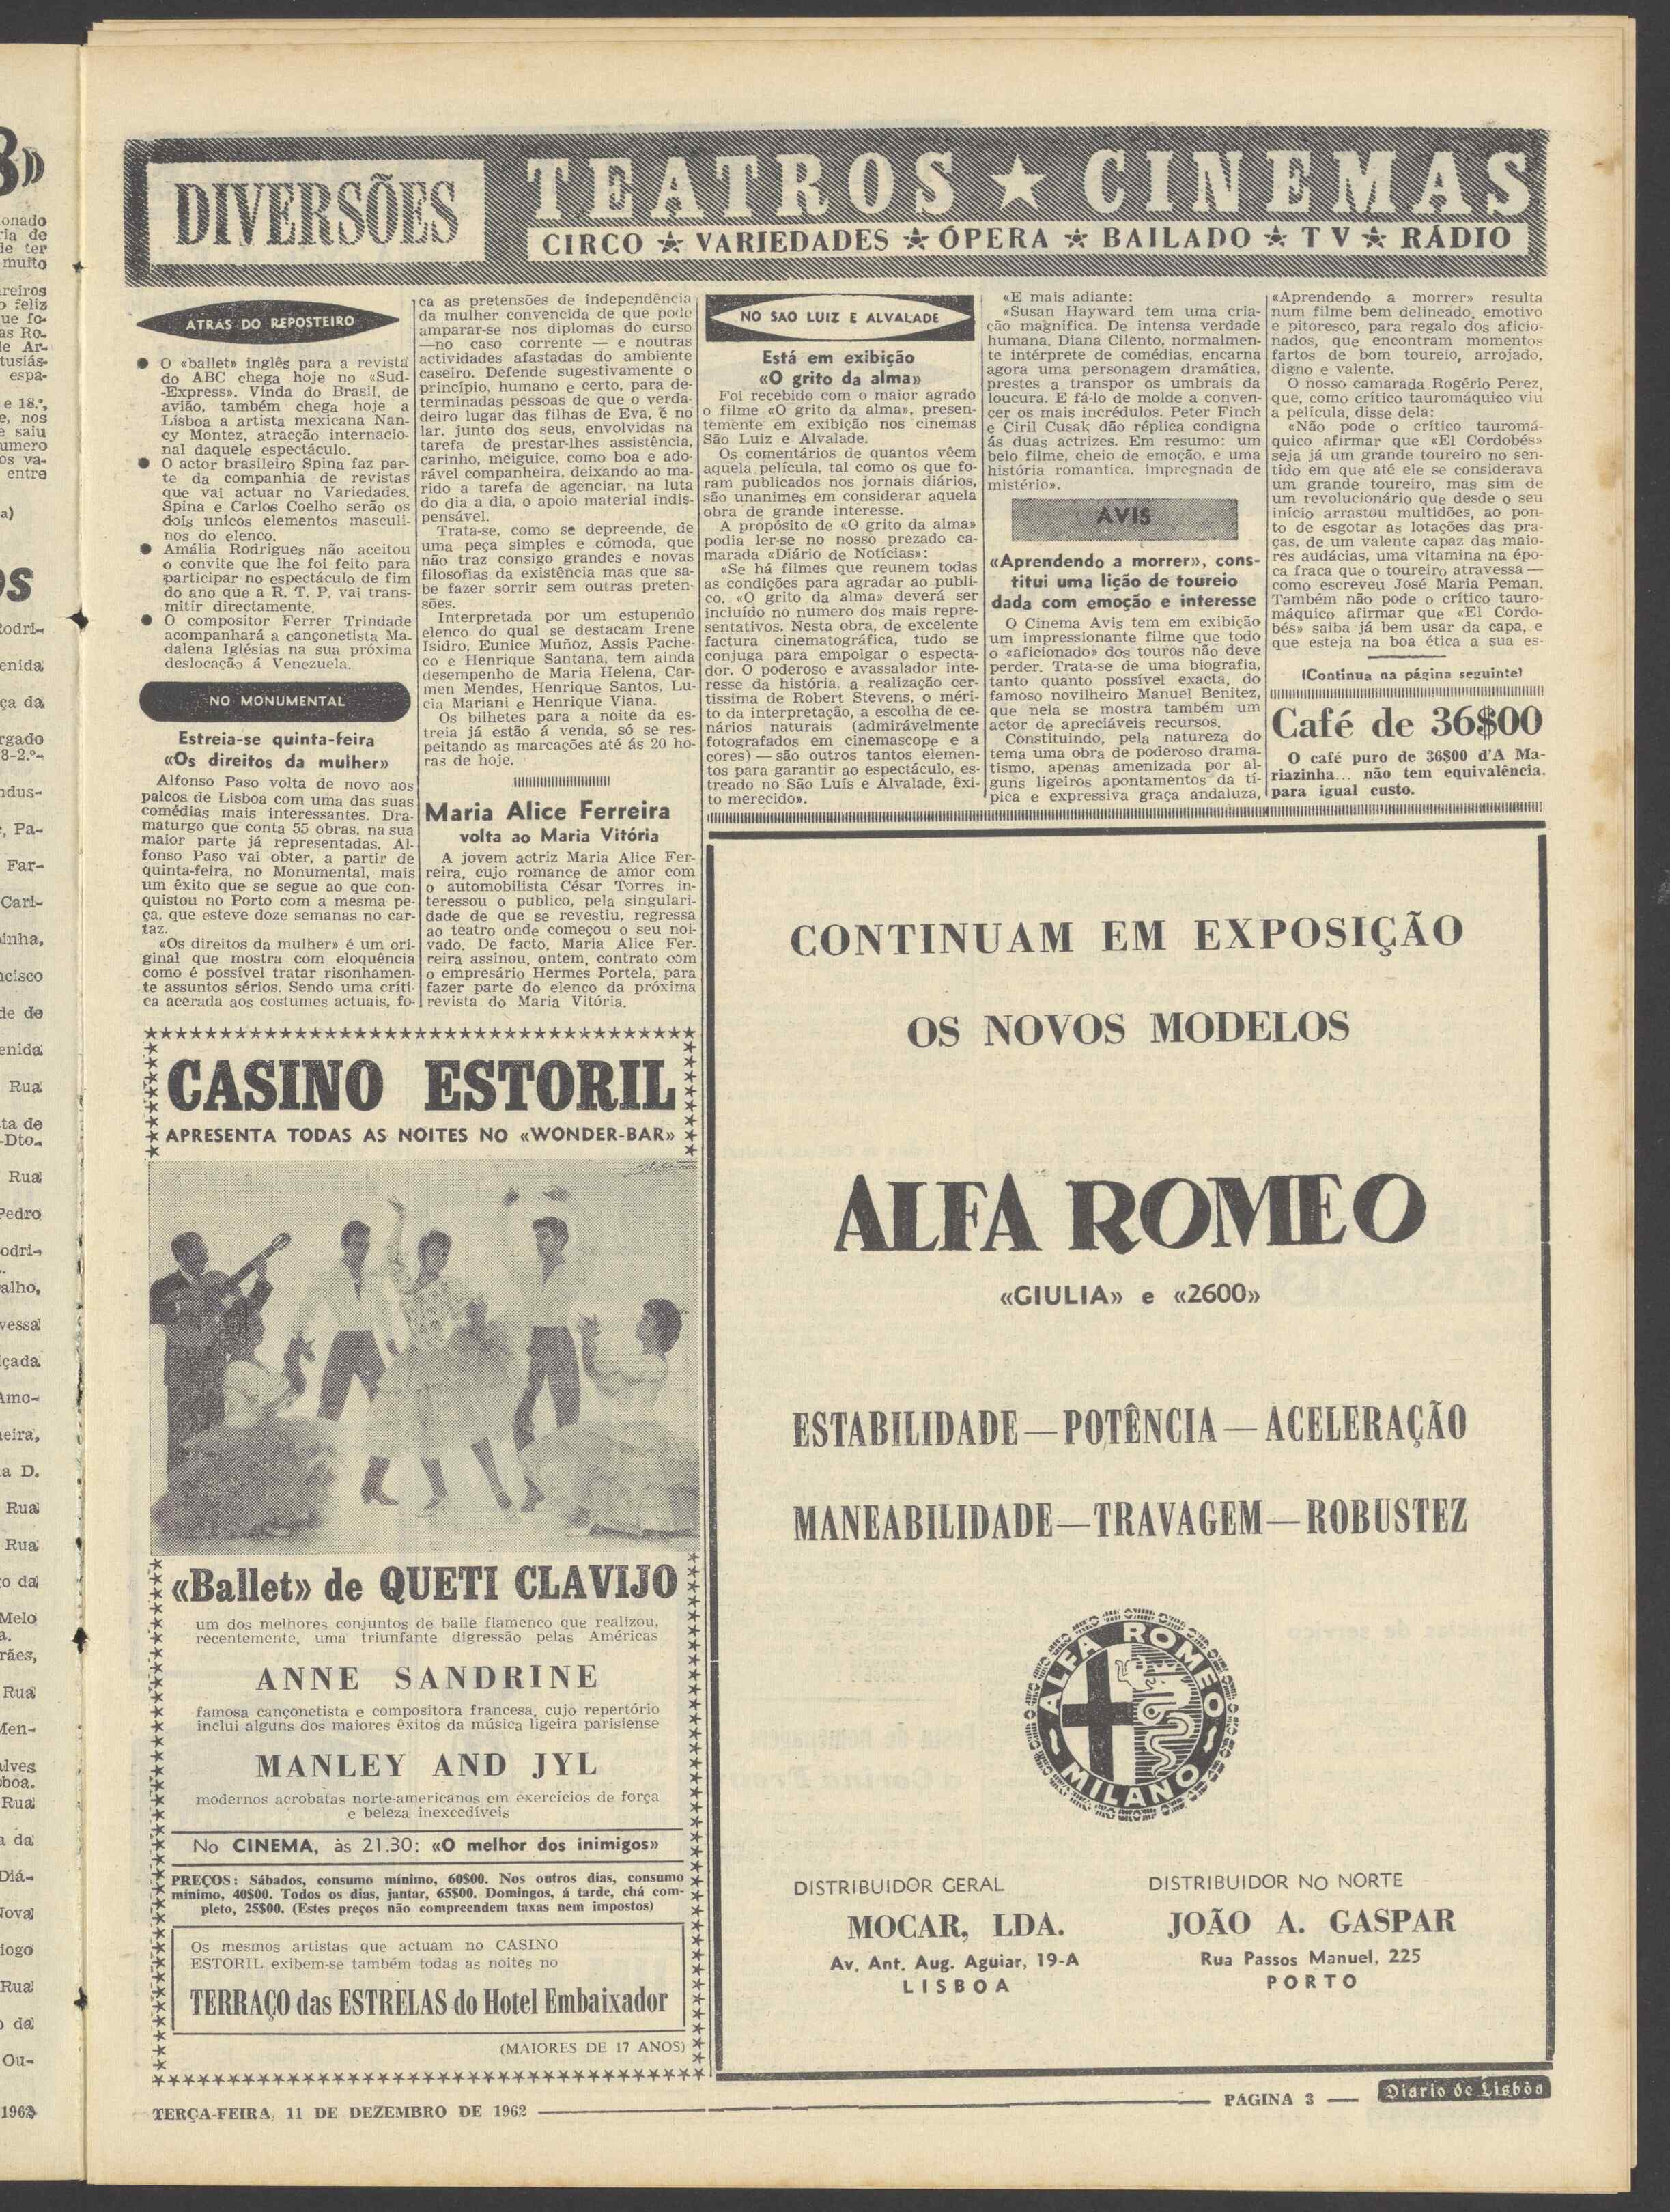 DIVERSÕES
TEATROS ★ CINEMAS
CIRCO ★ VARIEDADES ★ ÓPERA ★ BAILADO ★ TV ★ RÁDIO
ATRÁS DO REPOSTEIRO
● O «ballet» inglês para a revista
do ABC chega hoje no «Sud-
-Express». Vinda do Brasil, de
avião, também chega hoje a
Lisboa a artista mexicana Nan-
cy Montez, atracção internacio-
nal daquele espectáculo.
● O actor brasileiro Spina faz par-
te da companhia de revistas
que vai actuar no Variedades.
Spina e Carlos Coelho serão os
dois unicos elementos masculi-
nos do elenco.
● Amália Rodrigues não aceitou
o convite que lhe foi feito para
participar no espectáculo de fim
do ano que a R. T. P. vai trans-
mitir directamente.
● O compositor Ferrer Trindade
acompanhará a cançonetista Ma-
dalena Iglésias na sua próxima
deslocação á Venezuela.
NO MONUMENTAL
Estreia-se quinta-feira
«Os direitos da mulher»
Alfonso Paso volta de novo aos
palcos de Lisboa com uma das suas
comédias mais interessantes. Dra-
maturgo que conta 55 obras, na sua
maior parte já representadas, Al-
fonso Paso vai obter, a partir de
quinta-feira, no Monumental, mais
um êxito que se segue ao que con-
quistou no Porto com a mesma pe-
ça, que esteve doze semanas no car-
taz.
«Os direitos da mulher» é um ori-
ginal que mostra com eloquência
como é possível tratar risonhamen-
te assuntos sérios. Sendo uma críti-
ca acerada aos costumes actuais, fo-
ca as pretensões de independência
da mulher convencida de que pode
amparar-se nos diplomas do curso
—no caso corrente — e noutras
actividades afastadas do ambiente
caseiro. Defende sugestivamente o
princípio, humano e certo, para de-
terminadas pessoas de que o verda-
deiro lugar das filhas de Eva, é no
lar, junto dos seus, envolvidas na
tarefa de prestar-lhes assistência,
carinho, meiguice, como boa e ado-
rável companheira, deixando ao ma-
rido a tarefa de agenciar, na luta
do dia a dia, o apoio material indis-
pensável.
Trata-se, como se depreende, de
uma peça simples e cómoda, que
não traz consigo grandes e novas
filosofias da existência mas que sa-
be fazer sorrir sem outras preten-
sões.
Interpretada por um estupendo
elenco do qual se destacam Irene
Isidro, Eunice Muñoz, Assis Pache-
co e Henrique Santana, tem ainda
desempenho de Maria Helena, Car-
men Mendes, Henrique Santos, Lu-
cia Mariani e Henrique Viana.
Os bilhetes para a noite da es-
treia já estão á venda, só se res-
peitando as marcações até ás 20 ho-
ras de hoje.
Maria Alice Ferreira
volta ao Maria Vitória
A jovem actriz Maria Alice Fer-
reira, cujo romance de amor com
o automobilista César Torres in-
teressou o publico, pela singulari-
dade de que se revestiu, regressa
ao teatro onde começou o seu noi-
vado. De facto, Maria Alice Fer-
reira assinou, ontem, contrato com
o empresário Hermes Portela, para
fazer parte do elenco da próxima
revista do Maria Vitória.
NO SAO LUIZ E ALVALADE
Está em exibição
«O grito da alma»
Foi recebido com o maior agrado
o filme «O grito da alma», presen-
temente em exibição nos cinemas
São Luiz e Alvalade.
Os comentários de quantos vêem
aquela película, tal como os que fo-
ram publicados nos jornais diários,
são unanimes em considerar aquela
obra de grande interesse.
A propósito de «O grito da alma»
podia ler-se no nosso prezado ca-
marada «Diário de Notícias»:
«Se há filmes que reunem todas
as condições para agradar ao publi-
co, «O grito da alma» deverá ser
incluído no numero dos mais repre-
sentativos. Nesta obra, de excelente
factura cinematográfica, tudo se
conjuga para empolgar o especta-
dor. O poderoso e avassalador inte-
resse da história, a realização cer-
tissima de Robert Stevens, o méri-
to da interpretação, a escolha de ce-
nários naturais (admirávelmente
fotografados em cinemascope e a
cores) — são outros tantos elemen-
tos para garantir ao espectáculo, es-
treado no São Luís e Alvalade, êxi-
to merecido».
«E mais adiante:
«Susan Hayward tem uma cria-
ção magnífica. De intensa verdade
humana. Diana Cilento, normalmen-
te intérprete de comédias, encarna
agora uma personagem dramática,
prestes a transpor os umbrais da
loucura. E fá-lo de molde a conven-
cer os mais incrédulos. Peter Finch
e Ciril Cusak dão réplica condigna
ás duas actrizes. Em resumo: um
belo filme, cheio de emoção, e uma
história romantica, impregnada de
mistério».
AVIS
«Aprendendo a morrer», cons-
titui uma lição de toureio
dada com emoção e interesse
O Cinema Avis tem em exibição
um impressionante filme que todo
o «aficionado» dos touros não deve
perder. Trata-se de uma biografia,
tanto quanto possível exacta, do
famoso novilheiro Manuel Benitez,
que nela se mostra também um
actor de apreciáveis recursos.
Constituindo, pela natureza do
tema uma obra de poderoso drama-
tismo, apenas amenizada por al-
guns ligeiros apontamentos da tí-
pica e expressiva graça andaluza,
«Aprendendo a morrer» resulta
num filme bem delineado, emotivo
e pitoresco, para regalo dos aficio-
nados, que encontram momentos
fartos de bom toureio, arrojado,
digno e valente.
O nosso camarada Rogério Perez,
que, como crítico tauromáquico viu
a película, disse dela:
«Não pode o crítico tauromá-
quico afirmar que «El Cordobés»
seja já um grande toureiro no sen-
tido em que até ele se considerava
um grande toureiro, mas sim de
um revolucionário que desde o seu
início arrastou multidões, ao pon-
to de esgotar as lotações das pra-
ças, de um valente capaz das maio-
res audácias, uma vitamina na épo-
ca fraca que o toureiro atravessa —
como escreveu José Maria Peman.
Também não pode o crítico tauro-
máquico afirmar que «El Cordo-
bés» saiba já bem usar da capa, e
que esteja na boa ética a sua es-
(Continua na página seguinte)
Café de 36$00
O café puro de 36$00 d'A Ma-
riazinha... não tem equivalência,
para igual custo.
CASINO ESTORIL
APRESENTA TODAS AS NOITES NO «WONDER-BAR»
«Ballet» de QUETI CLAVIJO
um dos melhores conjuntos de baile flamenco que realizou,
recentemente, uma triunfante digressão pelas Américas
ANNE SANDRINE
famosa cançonetista e compositora francesa, cujo repertório
inclui alguns dos maiores êxitos da música ligeira parisiense
MANLEY AND JYL
modernos acrobatas norte-americanos em exercícios de força
e beleza inexcedíveis
No CINEMA, às 21.30: «O melhor dos inimigos»
PREÇOS: Sábados, consumo mínimo, 60$00. Nos outros dias, consumo
mínimo, 40$00. Todos os dias, jantar, 65$00. Domingos, á tarde, chá com-
pleto, 25$00. (Estes preços não compreendem taxas nem impostos)
Os mesmos artistas que actuam no CASINO
ESTORIL exibem-se também todas as noites no
TERRAÇO das ESTRELAS do Hotel Embaixador
(MAIORES DE 17 ANOS)
CONTINUAM EM EXPOSIÇÃO
OS NOVOS MODELOS
ALFA ROMEO
«GIULIA» e «2600»
ESTABILIDADE—POTÊNCIA—ACELERAÇÃO
MANEABILIDADE—TRAVAGEM—ROBUSTEZ
ALFA ROMEO
MILANO
DISTRIBUIDOR GERAL
MOCAR, LDA.
Av. Ant. Aug. Aguiar, 19-A
LISBOA
DISTRIBUIDOR NO NORTE
JOÃO A. GASPAR
Rua Passos Manuel, 225
PORTO
TERÇA-FEIRA, 11 DE DEZEMBRO DE 1962
PÁGINA 3 — Diario de Lisbôa